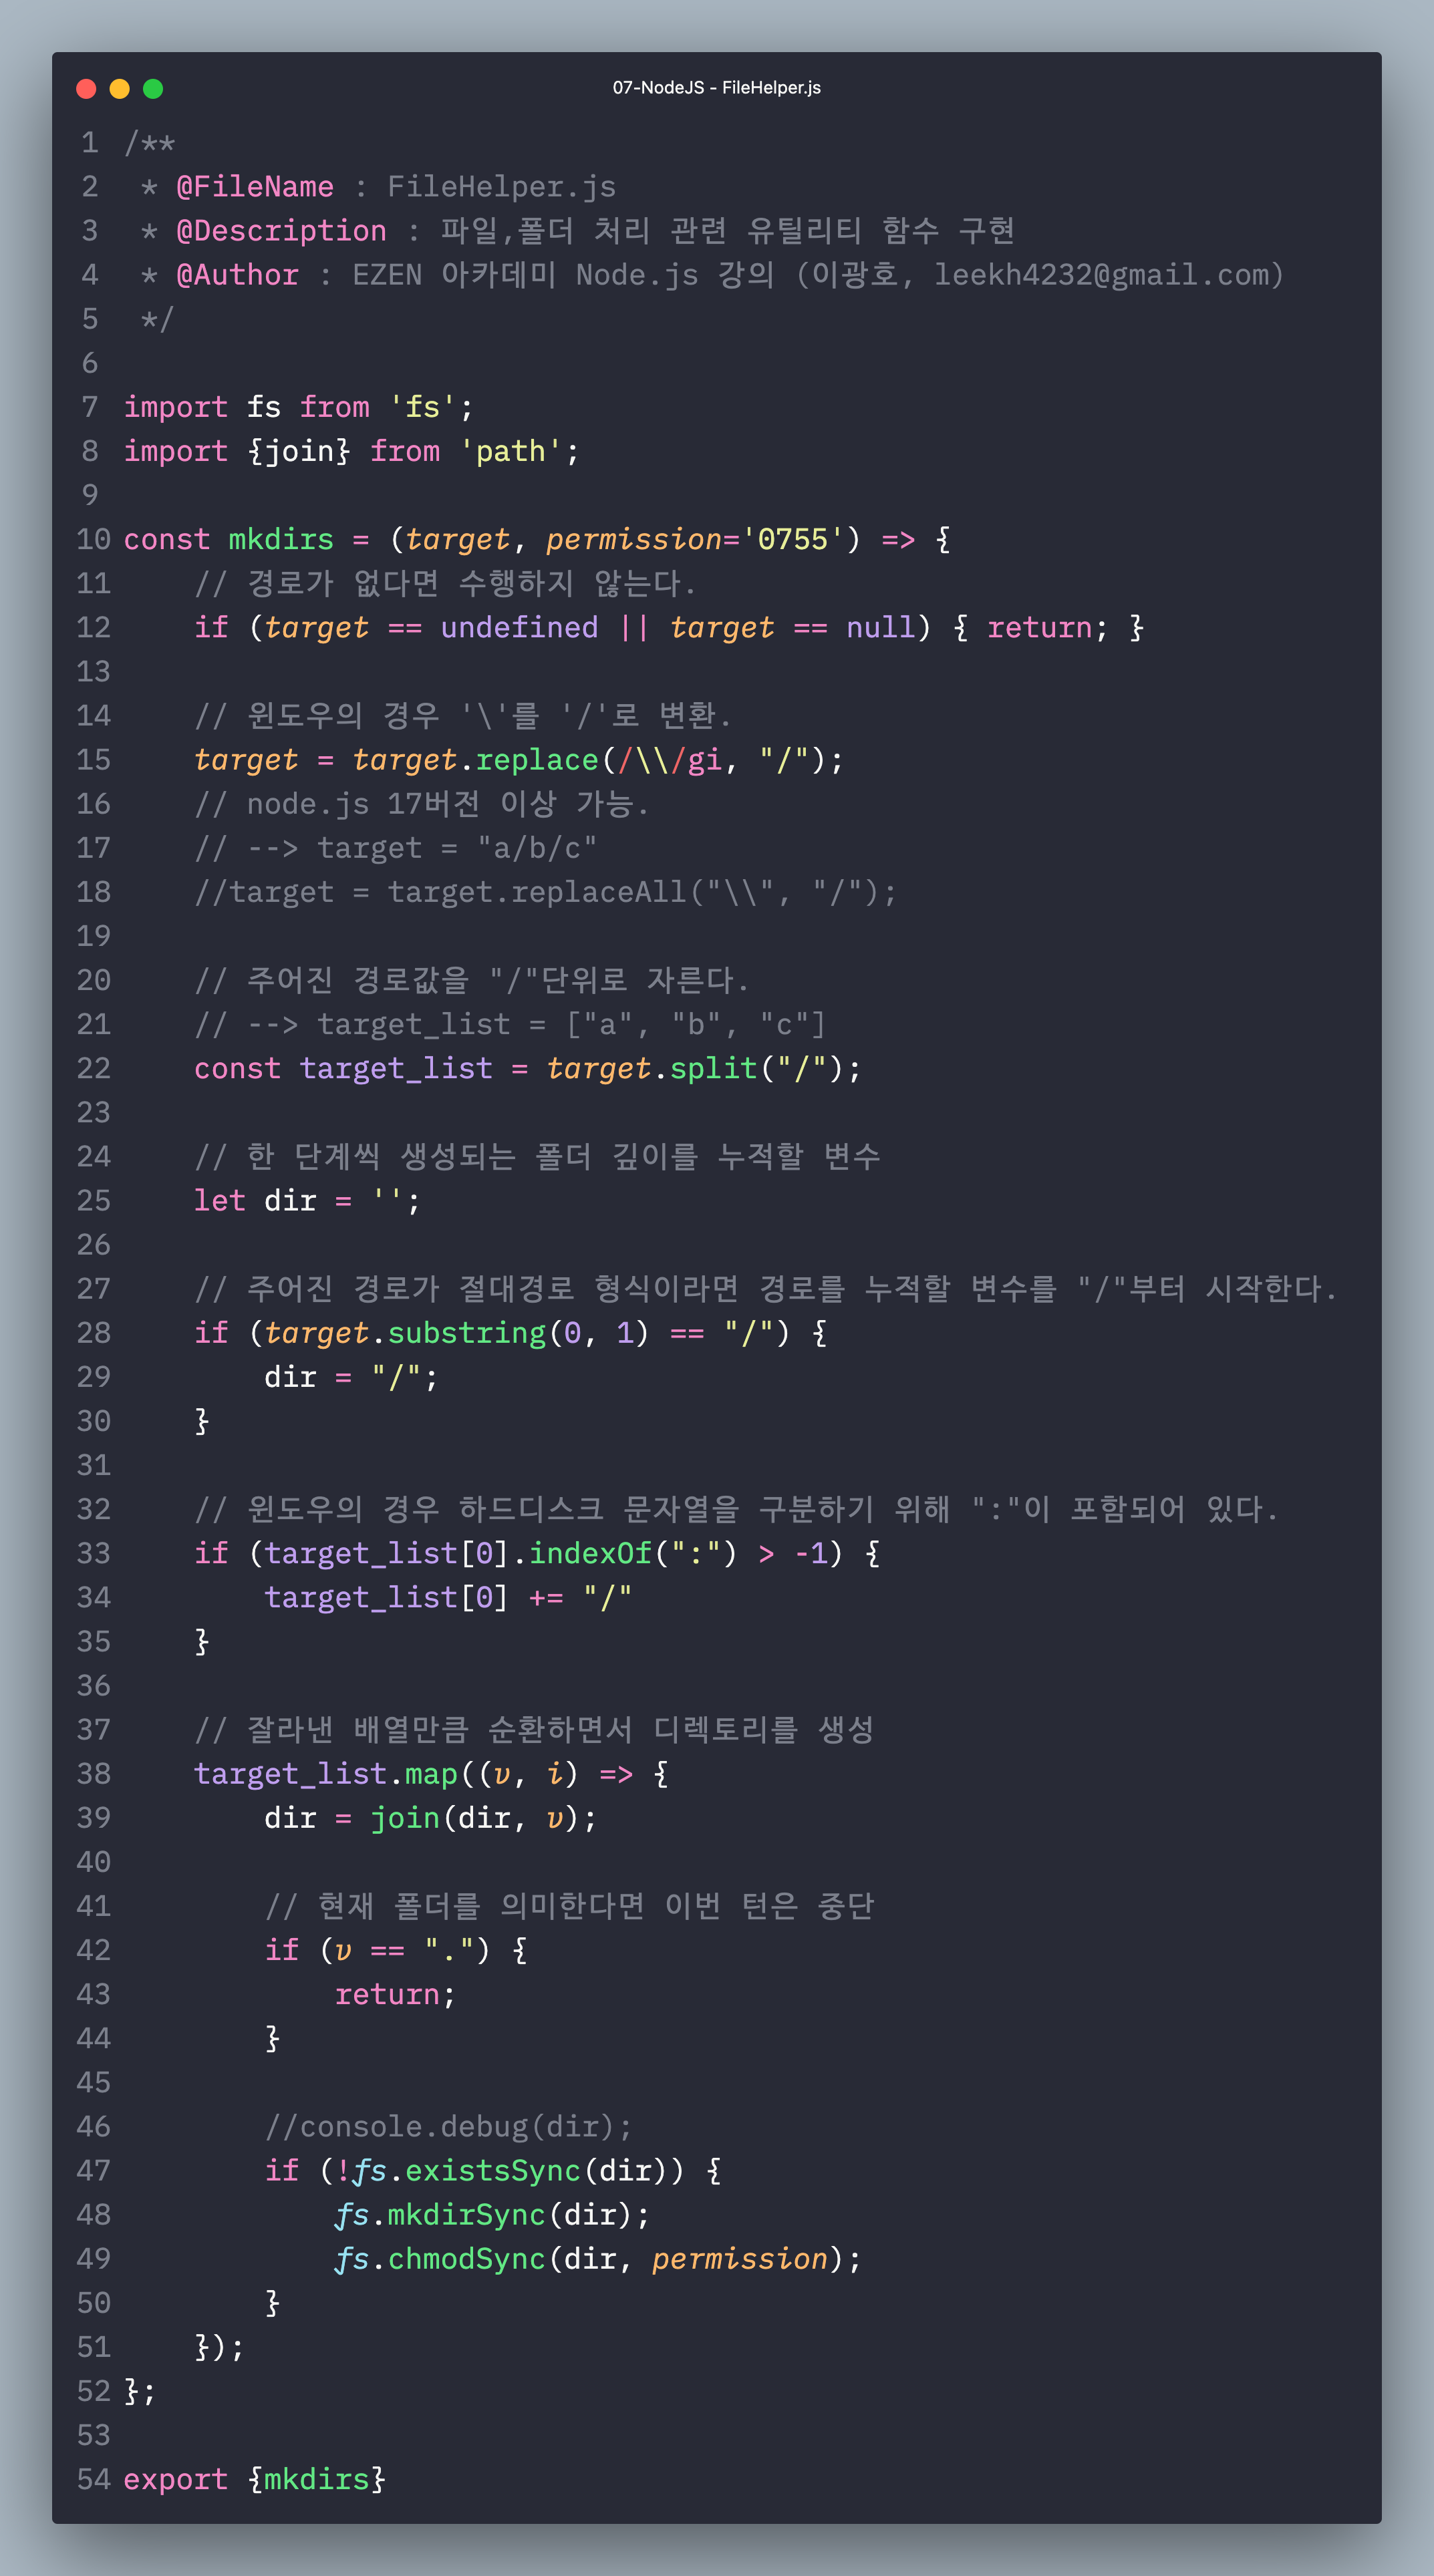 07-NodeJS - FileHelper.js
1 /**
2  * @FileName : FileHelper.js
3  * @Description : 파일,폴더 처리 관련 유틸리티 함수 구현
4  * @Author : EZEN 아카데미 Node.js 강의 (이광호, leekh4232@gmail.com)
5  */
6
7 import fs from 'fs';
8 import {join} from 'path';
9
10 const mkdirs = (target, permission='0755') => {
11     // 경로가 없다면 수행하지 않는다.
12     if (target == undefined || target == null) { return; }
13
14     // 윈도우의 경우 '\'를 '/'로 변환.
15     target = target.replace(/\\/gi, "/");
16     // node.js 17버전 이상 가능.
17     // --> target = "a/b/c"
18     //target = target.replaceAll("\\", "/");
19
20     // 주어진 경로값을 "/"단위로 자른다.
21     // --> target_list = ["a", "b", "c"]
22     const target_list = target.split("/");
23
24     // 한 단계씩 생성되는 폴더 깊이를 누적할 변수
25     let dir = '';
26
27     // 주어진 경로가 절대경로 형식이라면 경로를 누적할 변수를 "/"부터 시작한다.
28     if (target.substring(0, 1) == "/") {
29         dir = "/";
30     }
31
32     // 윈도우의 경우 하드디스크 문자열을 구분하기 위해 ":"이 포함되어 있다.
33     if (target_list[0].indexOf(":") > -1) {
34         target_list[0] += "/"
35     }
36
37     // 잘라낸 배열만큼 순환하면서 디렉토리를 생성
38     target_list.map((v, i) => {
39         dir = join(dir, v);
40
41         // 현재 폴더를 의미한다면 이번 턴은 중단
42         if (v == ".") {
43             return;
44         }
45
46         //console.debug(dir);
47         if (!fs.existsSync(dir)) {
48             fs.mkdirSync(dir);
49             fs.chmodSync(dir, permission);
50         }
51     });
52 };
53
54 export {mkdirs}